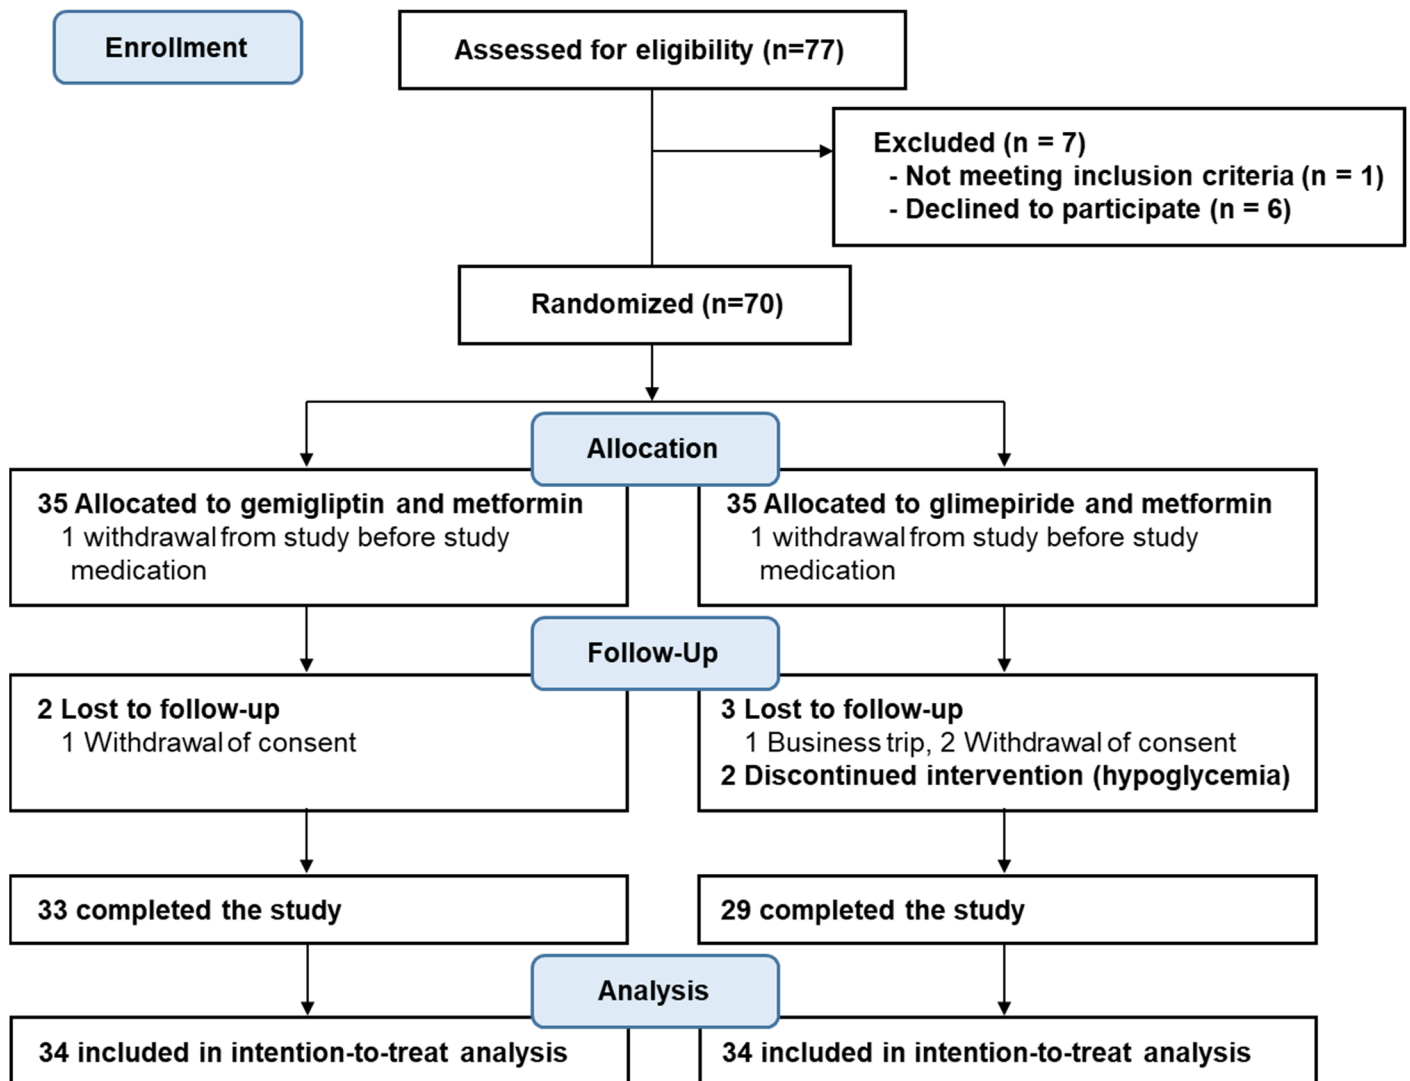 Enrollment
Assessed for eligibility (n=77)
Excluded (n = 7)
- Not meeting inclusion criteria (n = 1)
- Declined to participate (n = 6)
Randomized (n=70)
Allocation
35 Allocated to gemigliptin and metformin
1 withdrawal from study before study
medication
35 Allocated to glimepiride and metformin
1 withdrawal from study before study
medication
Follow-Up
2 Lost to follow-up
1 Withdrawal of consent
3 Lost to follow-up
1 Business trip, 2 Withdrawal of consent
2 Discontinued intervention (hypoglycemia)
33 completed the study
29 completed the study
Analysis
34 included in intention-to-treat analysis
34 included in intention-to-treat analysis